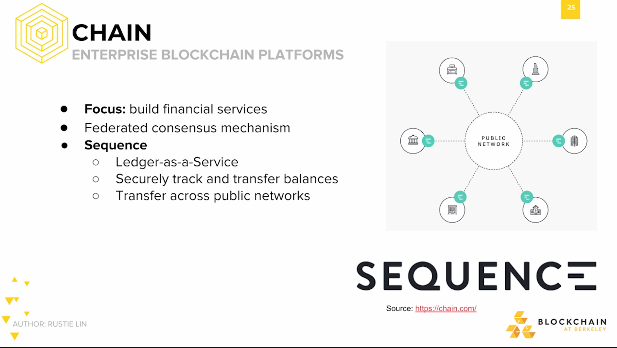 25
CHAIN
ENTERPRISE BLOCKCHAIN PLATFORMS
● Focus: build financial services
● Federated consensus mechanism
● Sequence
○ Ledger-as-a-Service
○ Securely track and transfer balances
○ Transfer across public networks
PUBLIC
NETWORK
SEQUENCE
Source: https://chain.com/
AUTHOR: RUSTIE LIN
BLOCKCHAIN
AT BERKELEY